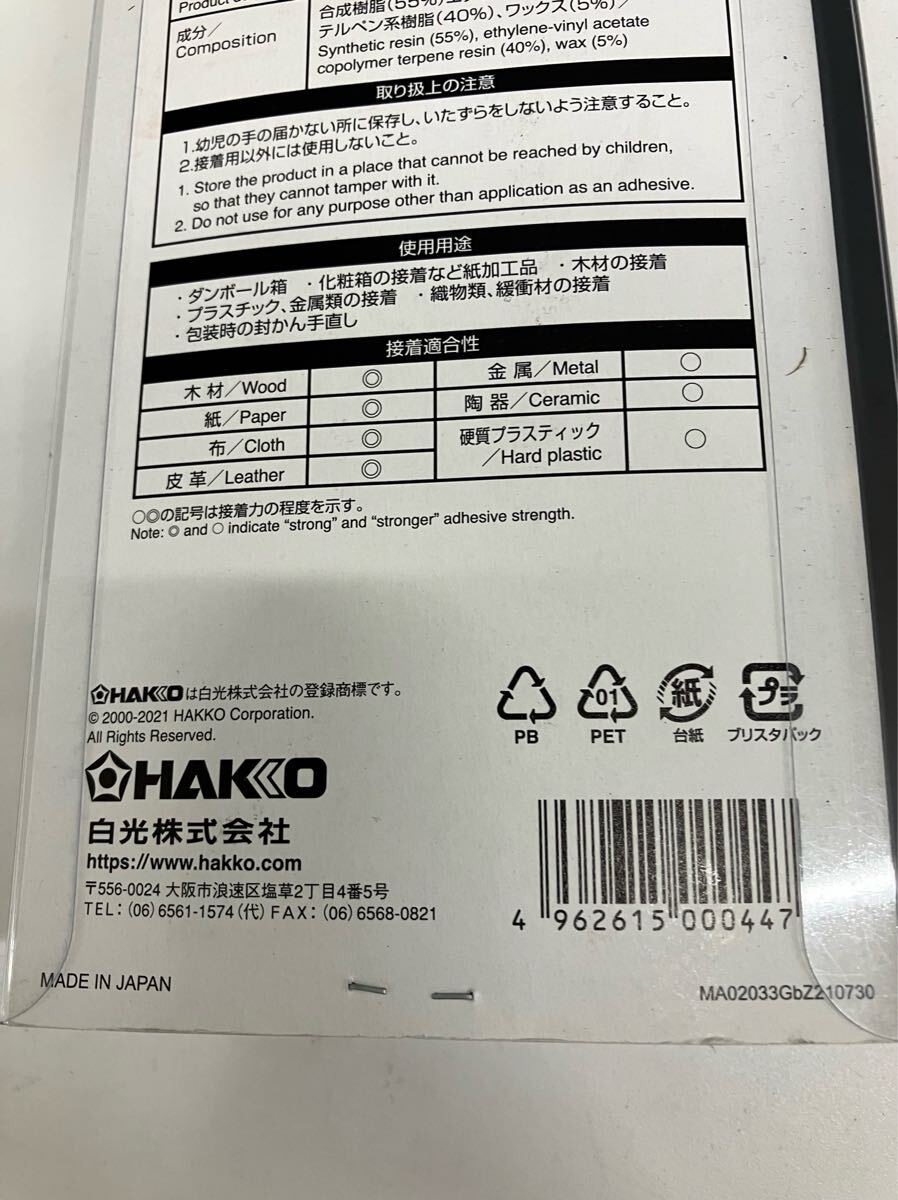 Product
成分/
Composition
合成樹脂(55%)
テルペン系樹脂(40%)、ワックス(5%)/
Synthetic resin (55%), ethylene-vinyl acetate
copolymer terpene resin (40%), wax (5%)
取り扱上の注意
1.幼児の手の届かない所に保存し、いたずらをしないよう注意すること。
2.接着用以外には使用しないこと。
1. Store the product in a place that cannot be reached by children,
so that they cannot tamper with it.
2. Do not use for any purpose other than application as an adhesive.
使用用途
・ダンボール箱 ・化粧箱の接着など紙加工品 ・木材の接着
・プラスチック、金属類の接着 ・織物類、緩衝材の接着
・包装時の封かん手直し
接着適合性
木 材/Wood ◎ 金 属/Metal ○
紙/Paper ◎ 陶 器/Ceramic ○
布/Cloth ◎ 硬質プラスティック
/Hard plastic ○
皮 革/Leather ◎
○◎の記号は接着力の程度を示す。
Note: ◎ and ○ indicate “strong” and “stronger” adhesive strength.
HAKKOは白光株式会社の登録商標です。
© 2000-2021 HAKKO Corporation.
All Rights Reserved.
HAKKO
白光株式会社
https://www.hakko.com
〒556-0024 大阪市浪速区塩草2丁目4番5号
TEL:(06)6561-1574(代)FAX:(06)6568-0821
PB
01
PET
紙
台紙
プラ
ブリスタパック
4 962615 000447
MADE IN JAPAN
MA02033GbZ210730